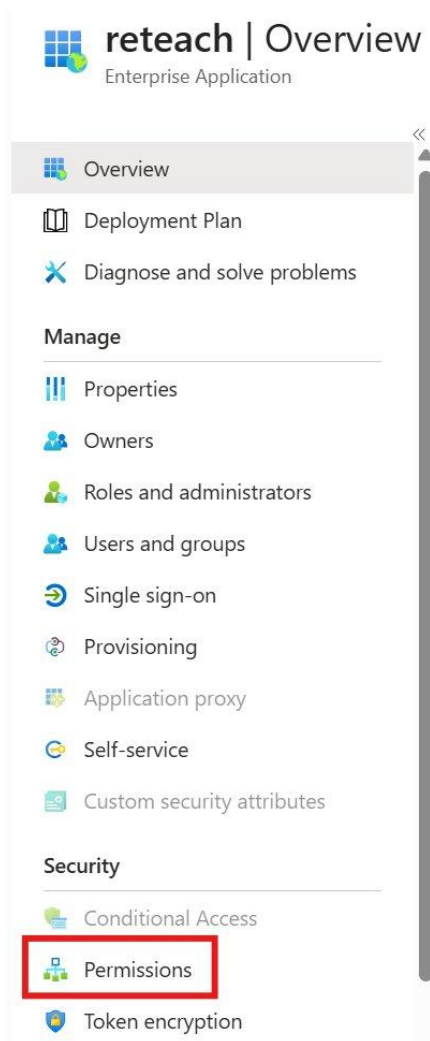 reteach | Overview
Enterprise Application
Overview
Deployment Plan
Diagnose and solve problems
Manage
Properties
Owners
Roles and administrators
Users and groups
Single sign-on
Provisioning
Application proxy
Self-service
Custom security attributes
Security
Conditional Access
Permissions
Token encryption